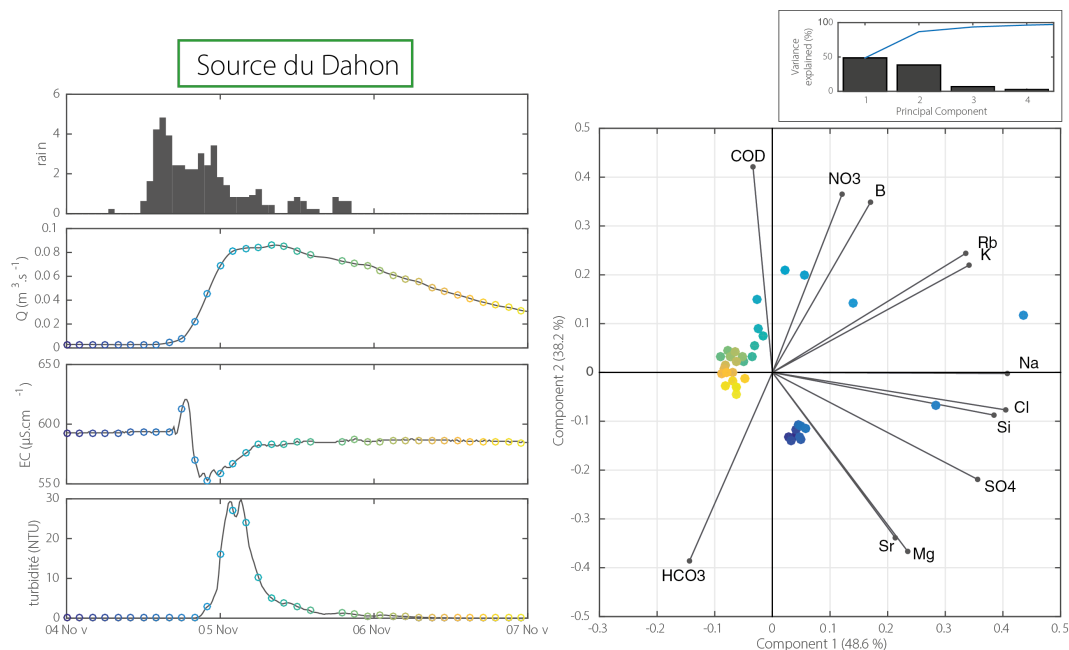 Source du Dahon
6
4
2
0
rain
0.1
0.08
0.06
0.04
0.02
0
Q (m³.s⁻¹)
650
600
550
EC (µS.cm⁻¹)
30
20
10
0
turbidité (NTU)
04 Nov
05 Nov
06 Nov
07 Nov
100
50
0
Variance
explained (%)
1
2
3
4
Principal Component
0.5
0.4
0.3
0.2
0.1
0
-0.1
-0.2
-0.3
-0.4
-0.5
Component 2 (38.2 %)
COD
NO3
B
Rb
K
Na
Cl
Si
SO4
Sr
Mg
HCO3
-0.3
-0.2
-0.1
0
0.1
0.2
0.3
0.4
0.5
Component 1 (48.6 %)